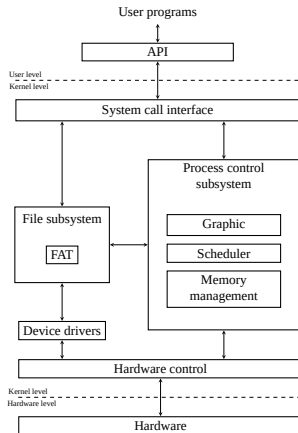 User programs
API
User level
Kernel level
System call interface
Process control
subsystem
File subsystem
Graphic
FAT
Scheduler
Memory
management
Device drivers
Hardware control
Kernel level
Hardware level
Hardware